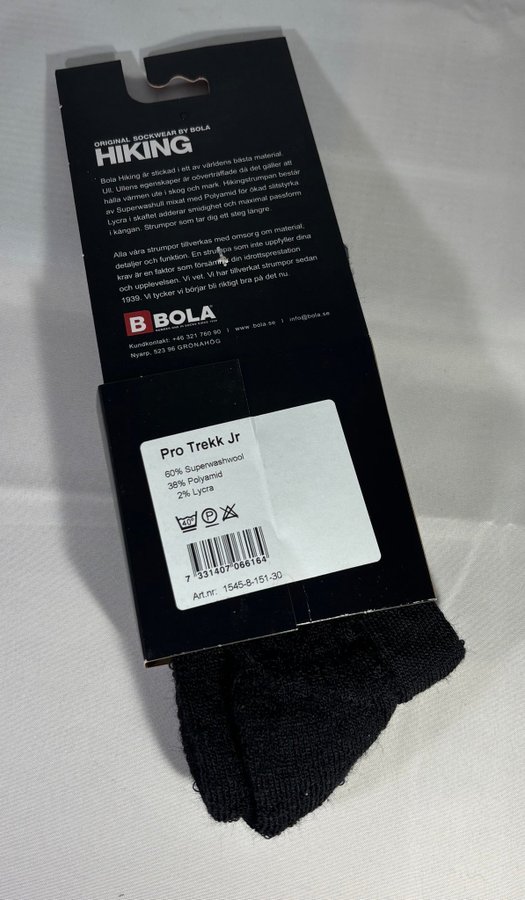 ORIGINAL SOCKWEAR BY BOLA
HIKING
Bola Hiking är stickad i ett av världens bästa material
Ull. Ullens egenskaper är oöverträffade då det gäller att
hålla värmen ute i skog och mark. Hikingstrumpan består
av Superwashull mixat med Polyamid för ökad slitstyrka
Lycra i skaftet adderar smidighet och maximal passform
i kängan. Strumpor som tar dig ett steg längre.
Alla våra strumpor tillverkas med omsorg om material,
detaljer och funktion. En strumpa som inte uppfyller dina
krav är en faktor som försämra din idrottsprestation
och upplevelsen. Vi vet. Vi har tillverkat strumpor sedan
1939. Vi tycker vi börjar bli riktigt bra på det nu.
B BOLA
Kundkontakt: +46 321 760 90 | www.bola.se | info@bola.se
Nyarp, 523 96 GRÖNAHÖG
Pro Trekk Jr
60% Superwashwool
38% Polyamid
2% Lycra
40° P
7 331407 066164
Art.nr: 1545-8-151-30